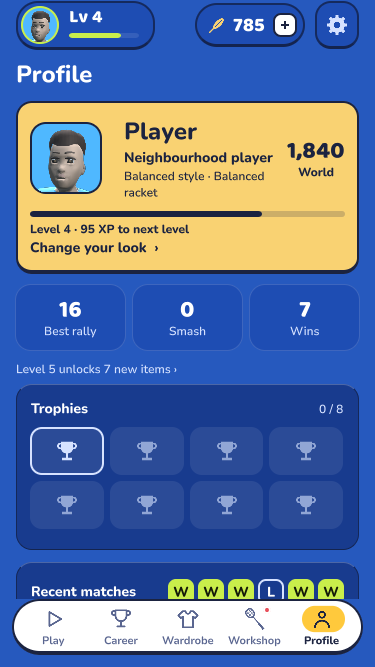 Lv 4
785 +
Profile
Player
Neighbourhood player
Balanced style · Balanced
racket
1,840
World
Level 4 · 95 XP to next level
Change your look ›
16
Best rally
0
Smash
7
Wins
Level 5 unlocks 7 new items ›
Trophies
0 / 8
Recent matches
W W W L W W
Play
Career
Wardrobe
Workshop
Profile